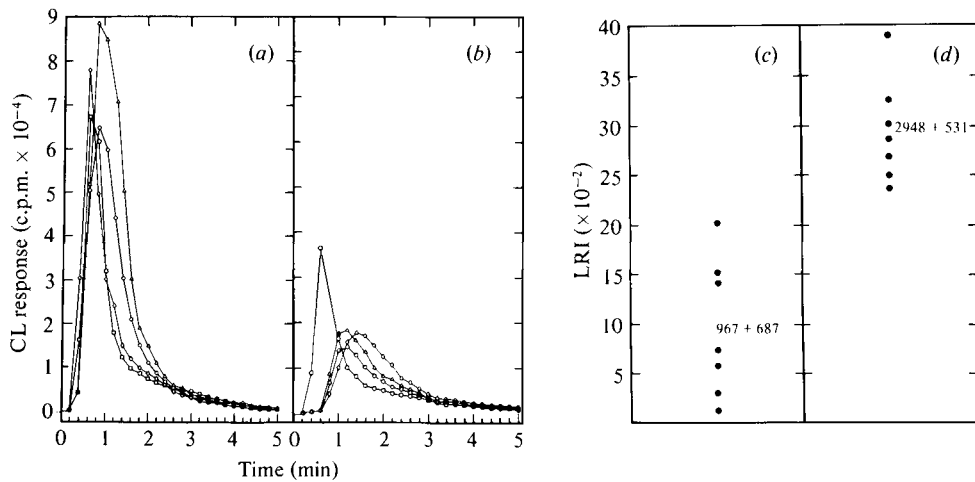 9
8
7
6
5
4
3
2
1
0
CL response (c.p.m. × 10⁻⁴)
(a)
(b)
0 1 2 3 4 5
0 1 2 3 4 5
Time (min)
40
35
30
25
20
15
10
5
LRI (×10⁻²)
(c)
(d)
967 + 687
2948 + 531